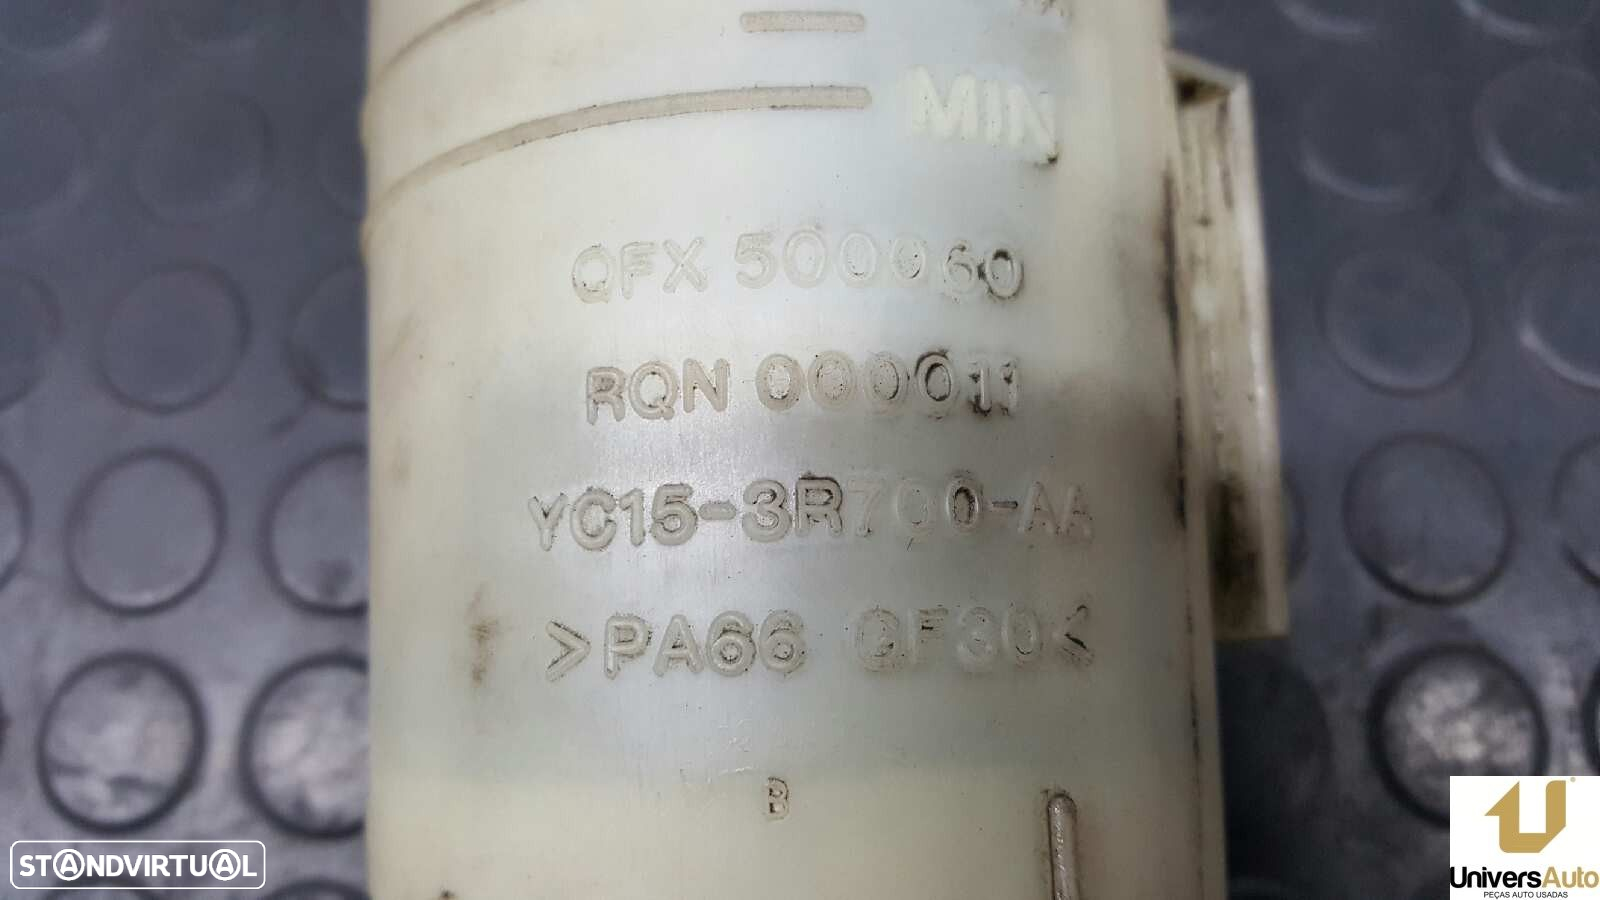 MIN
QFX 500060
RQN 000011
YC15-3R700-AA
>PA66 GF30<
B
STANDVIRTUAL
UniversAuto
PEÇAS AUTO USADAS